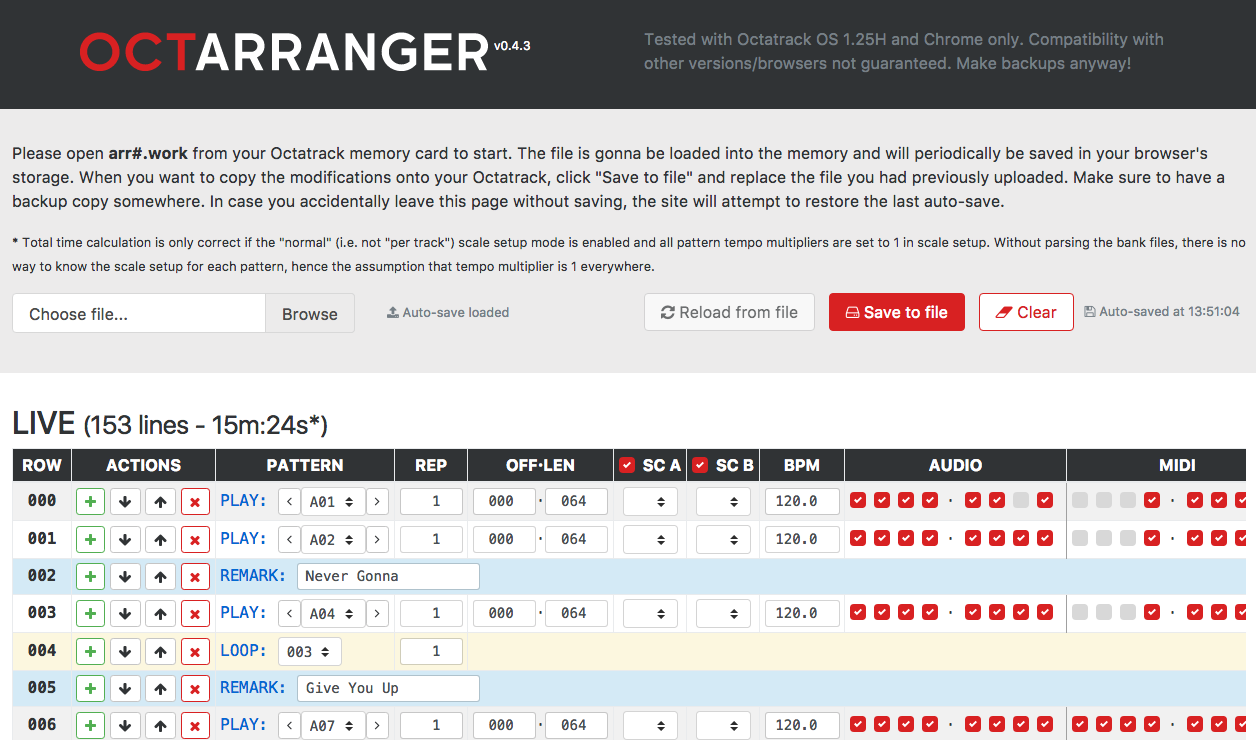 OCTARRANGER v0.4.3
Tested with Octatrack OS 1.25H and Chrome only. Compatibility with
other versions/browsers not guaranteed. Make backups anyway!
Please open arr#.work from your Octatrack memory card to start. The file is gonna be loaded into the memory and will periodically be saved in your browser's
storage. When you want to copy the modifications onto your Octatrack, click "Save to file" and replace the file you had previously uploaded. Make sure to have a
backup copy somewhere. In case you accidentally leave this page without saving, the site will attempt to restore the last auto-save.
* Total time calculation is only correct if the "normal" (i.e. not "per track") scale setup mode is enabled and all pattern tempo multipliers are set to 1 in scale setup. Without parsing the bank files, there is no
way to know the scale setup for each pattern, hence the assumption that tempo multiplier is 1 everywhere.
Choose file... Browse Auto-save loaded Reload from file Save to file Clear Auto-saved at 13:51:04
LIVE (153 lines - 15m:24s*)
ROW ACTIONS PATTERN REP OFF·LEN SC A SC B BPM AUDIO MIDI
000 PLAY: < A01 > 1 000 · 064 120.0 · ·
001 PLAY: < A02 > 1 000 · 064 120.0 · ·
002 REMARK: Never Gonna
003 PLAY: < A04 > 1 000 · 064 120.0 · ·
004 LOOP: 003 1
005 REMARK: Give You Up
006 PLAY: < A07 > 1 000 · 064 120.0 · ·